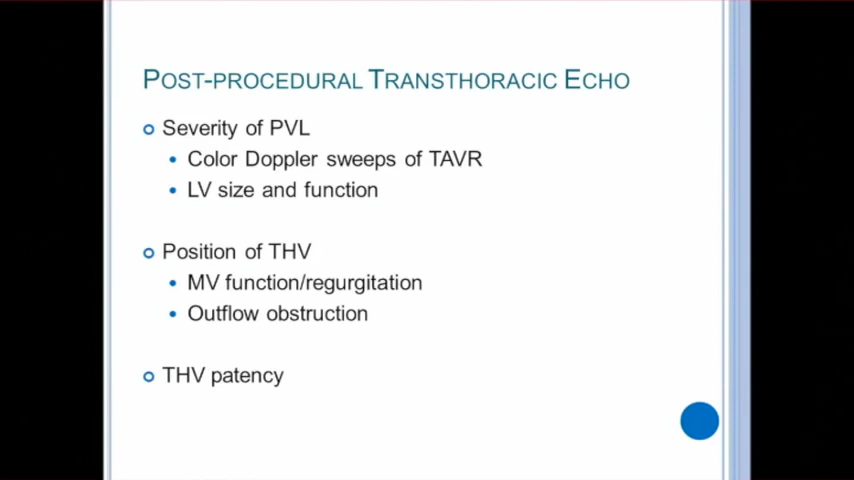 Post-procedural Transthoracic Echo
Severity of PVL
Color Doppler sweeps of TAVR
LV size and function
Position of THV
MV function/regurgitation
Outflow obstruction
THV patency